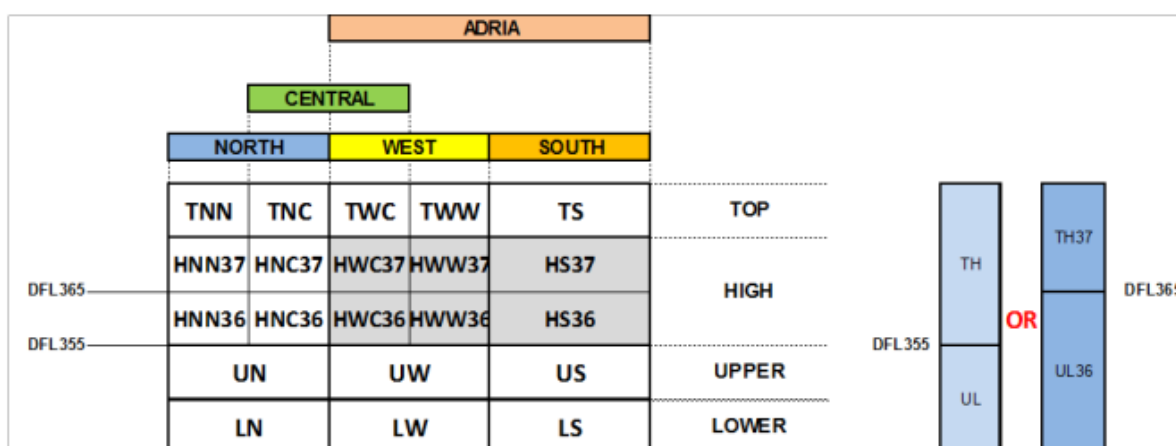 ADRIA
CENTRAL
NORTH WEST SOUTH
TNN TNC TWC TWW TS TOP
HNN37 HNC37 HWC37 HWW37 HS37 TH37
TH
DFL365 HIGH DFL365
HNN36 HNC36 HWC36 HWW36 HS36 OR
DFL355 DFL355
UN UW US UPPER UL36
UL
LN LW LS LOWER